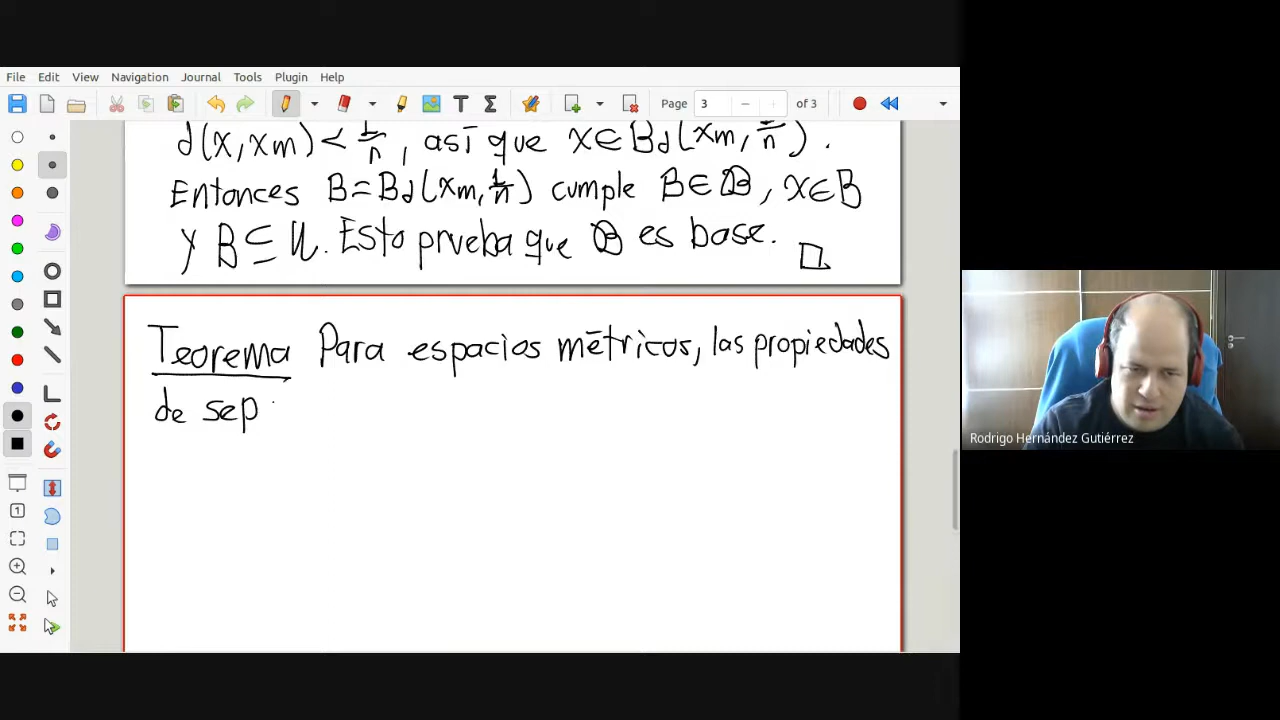 File Edit View Navigation Journal Tools Plugin Help
Page 3 of 3
d(x, xm) < 1/n, así que x ∈ Bd(xm, 1/n).
Entonces B = Bd(xm, 1/n) cumple B ∈ 𝔹, x ∈ B
y B ⊆ U. Esto prueba que 𝔹 es base. □
Teorema Para espacios métricos, las propiedades
de sep
Rodrigo Hernández Gutiérrez